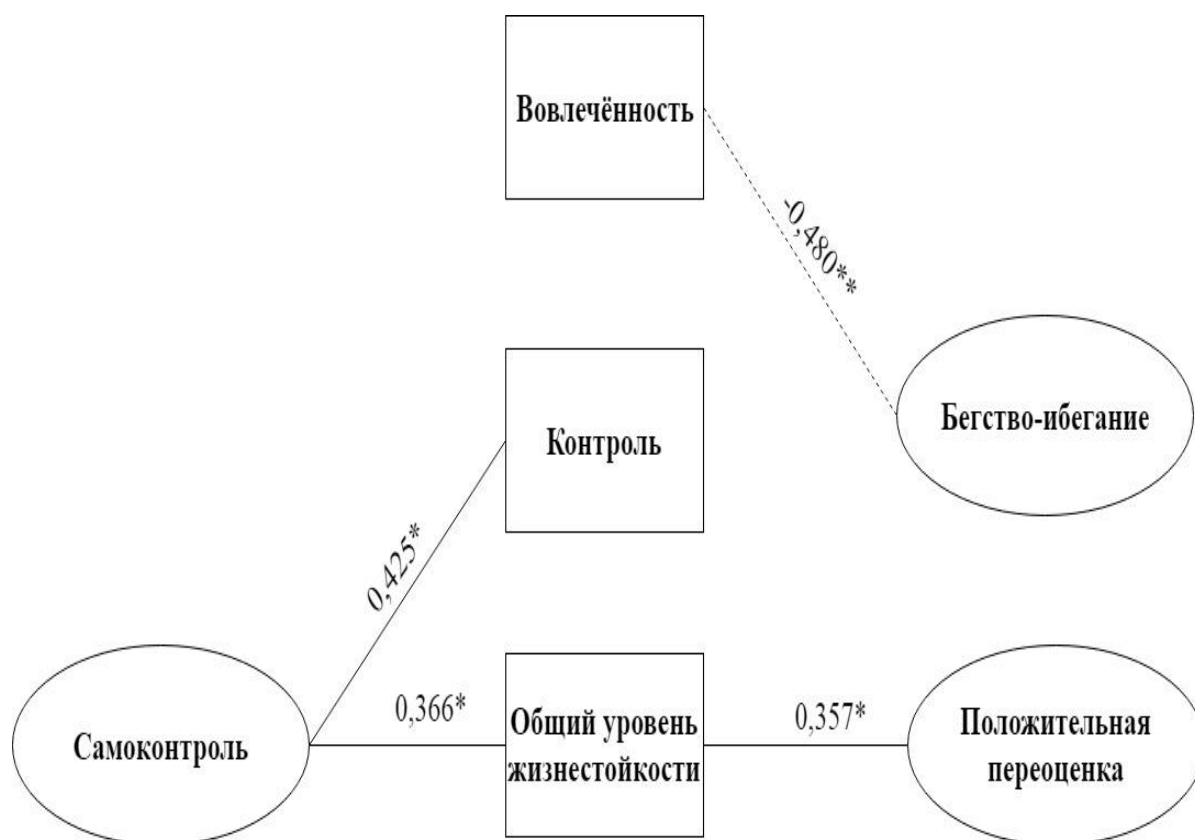 Вовлечённость
-0,480**
Бегство-ибегание
Контроль
0,425*
Самоконтроль
0,366*
Общий уровень
жизнестойкости
0,357*
Положительная
переоценка